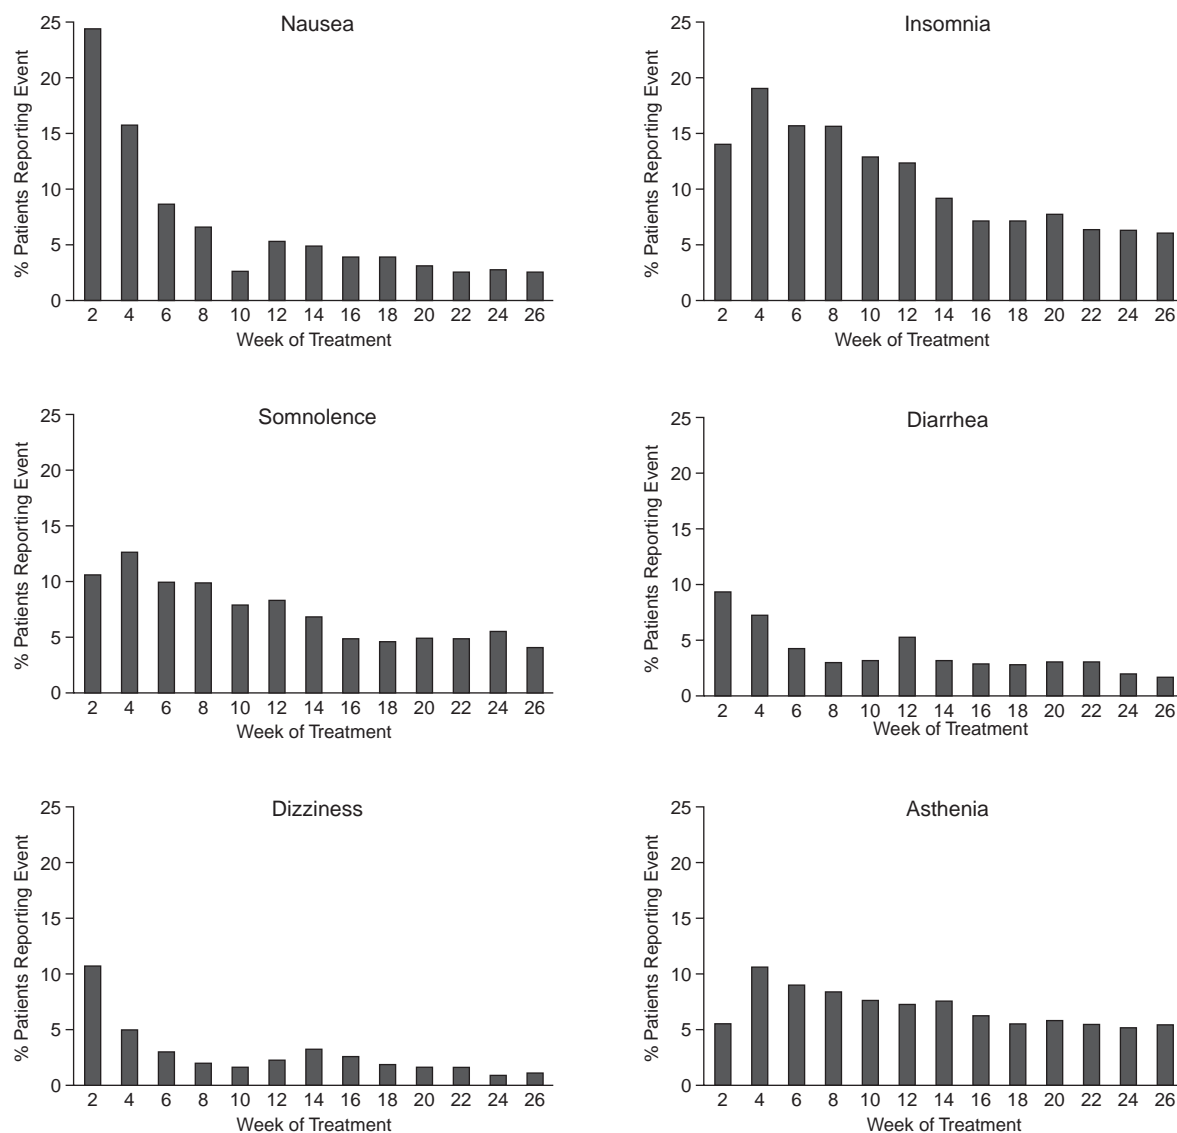 Nausea
% Patients Reporting Event
25
20
15
10
5
0
2 4 6 8 10 12 14 16 18 20 22 24 26
Week of Treatment
Insomnia
% Patients Reporting Event
25
20
15
10
5
0
2 4 6 8 10 12 14 16 18 20 22 24 26
Week of Treatment
Somnolence
% Patients Reporting Event
25
20
15
10
5
0
2 4 6 8 10 12 14 16 18 20 22 24 26
Week of Treatment
Diarrhea
% Patients Reporting Event
25
20
15
10
5
0
2 4 6 8 10 12 14 16 18 20 22 24 26
Week of Treatment
Dizziness
% Patients Reporting Event
25
20
15
10
5
0
2 4 6 8 10 12 14 16 18 20 22 24 26
Week of Treatment
Asthenia
% Patients Reporting Event
25
20
15
10
5
0
2 4 6 8 10 12 14 16 18 20 22 24 26
Week of Treatment